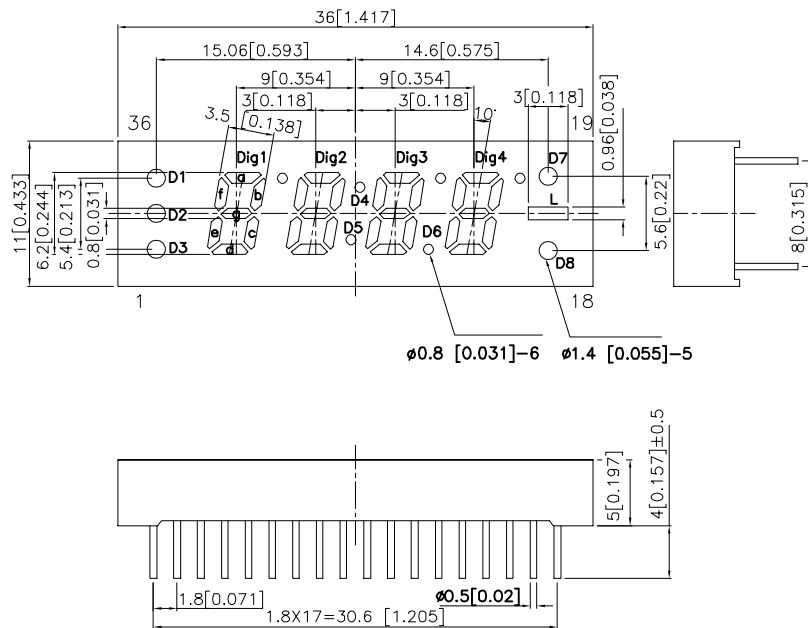 36[1.417]
15.06[0.593] 14.6[0.575]
9[0.354] 9[0.354]
3[0.118] 3[0.118] 3[0.118]
3.5 [0.138] 10° 0.96[0.038]
36 19
Dig1 Dig2 Dig3 Dig4 D7
D1 a L
f b D4
D2 g
e c D5 D6
D3 d D8
1 18
11[0.433]
6.2[0.244]
5.4[0.213]
0.8[0.031]
5.6[0.22]
8[0.315]
ø0.8 [0.031]-6 ø1.4 [0.055]-5
5[0.197]
4[0.157]±0.5
1.8[0.071] ø0.5[0.02]
1.8X17=30.6 [1.205]